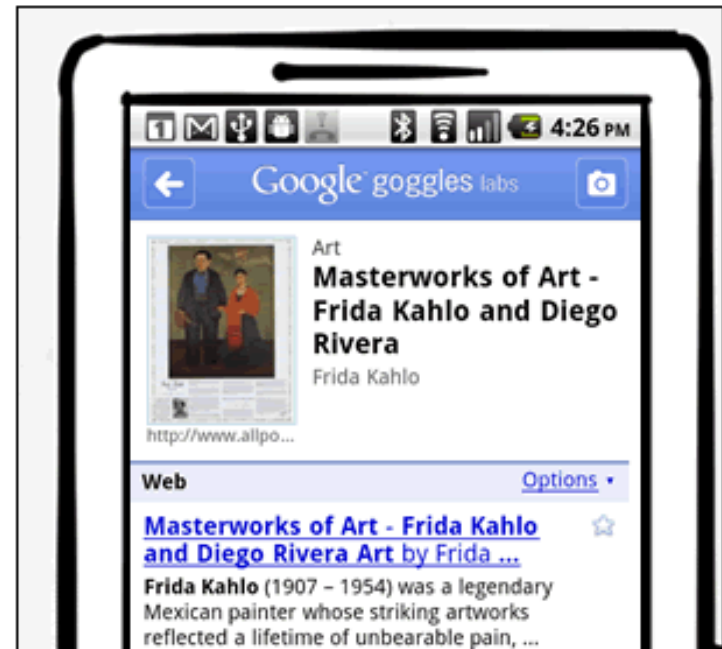 1 4:26 PM
Google goggles labs
Art
Masterworks of Art -
Frida Kahlo and Diego
Rivera
Frida Kahlo
http://www.allpo...
Web Options
Masterworks of Art - Frida Kahlo
and Diego Rivera Art by Frida ...
Frida Kahlo (1907 – 1954) was a legendary
Mexican painter whose striking artworks
reflected a lifetime of unbearable pain, ...